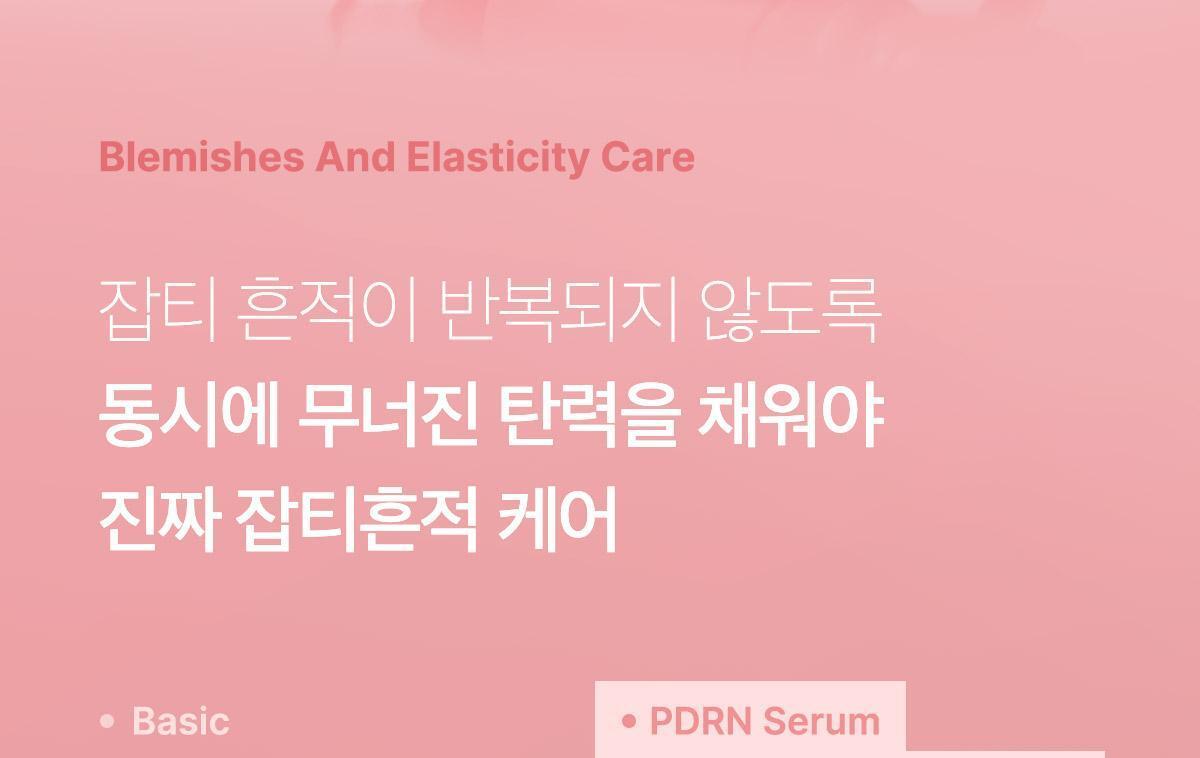 Blemishes And Elasticity Care
잡티 흔적이 반복되지 않도록
동시에 무너진 탄력을 채워야
진짜 잡티흔적 케어
• Basic
• PDRN Serum